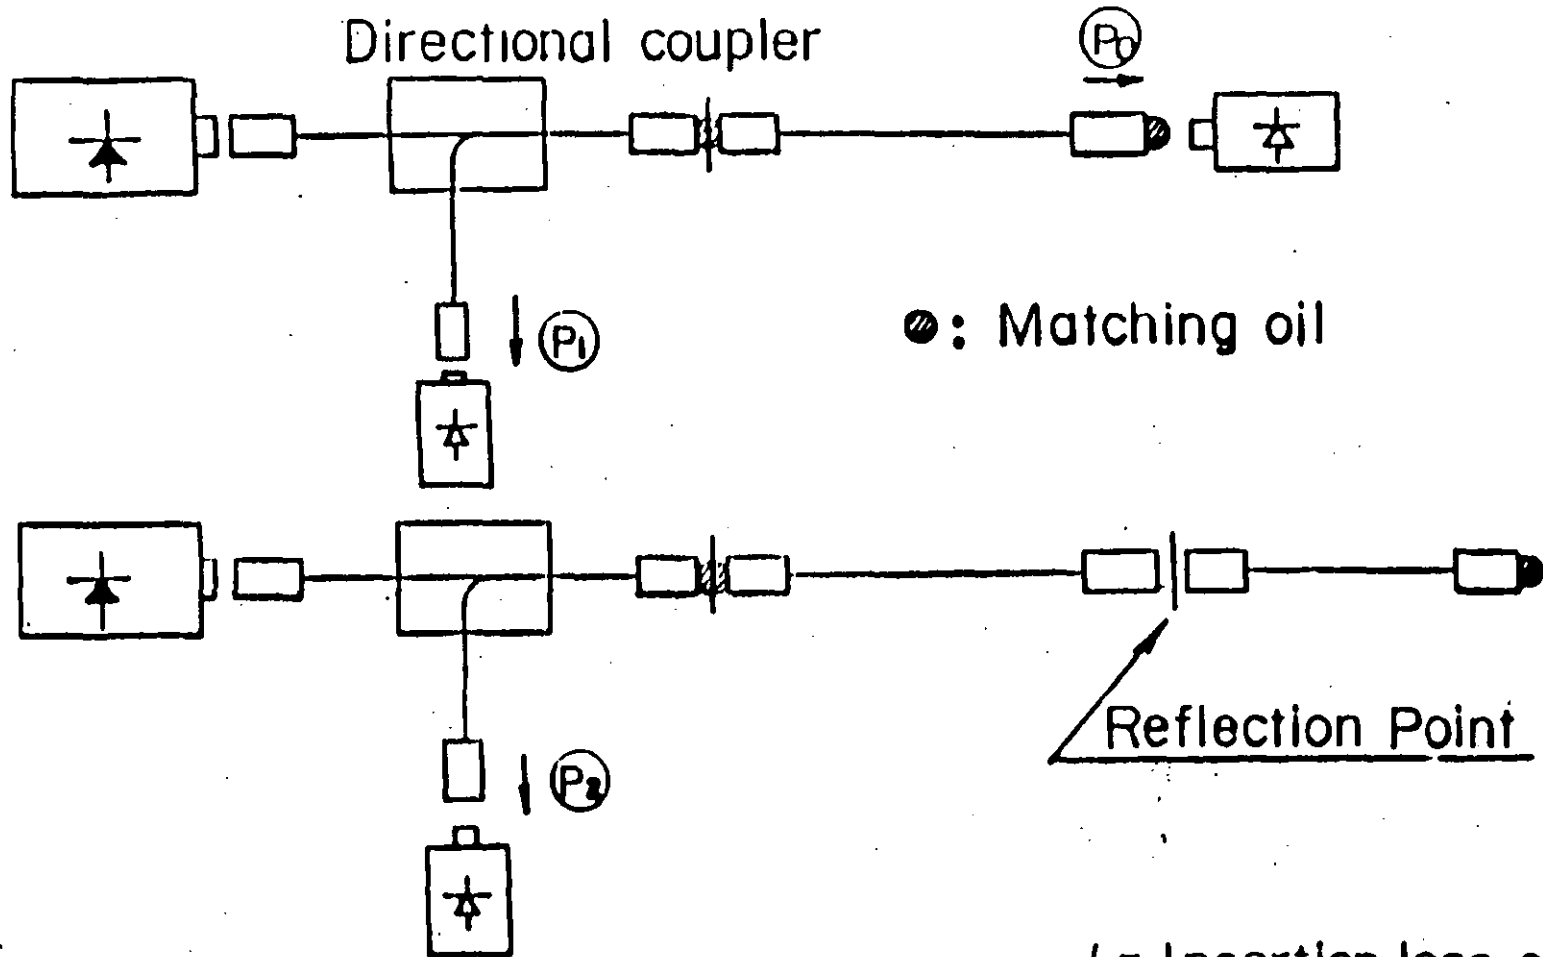 Directional coupler
P0
P1
●: Matching oil
Reflection Point
P2